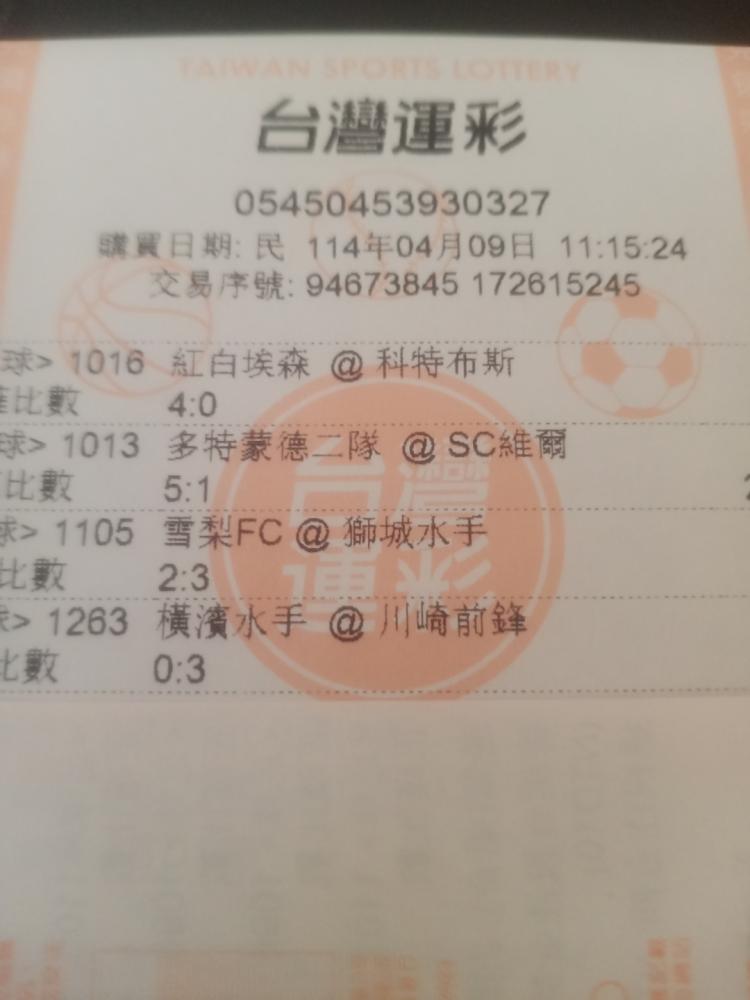 TAIWAN SPORTS LOTTERY
台灣運彩
05450453930327
購買日期: 民 114年04月09日 11:15:24
交易序號: 94673845 172615245
球> 1016 紅白埃森 @ 科特布斯
比數 4:0
球> 1013 多特蒙德二隊 @ SC維爾
比數 5:1
球> 1105 雪梨FC @ 獅城水手
比數 2:3
> 1263 橫濱水手 @ 川崎前鋒
比數 0:3
台灣
運彩